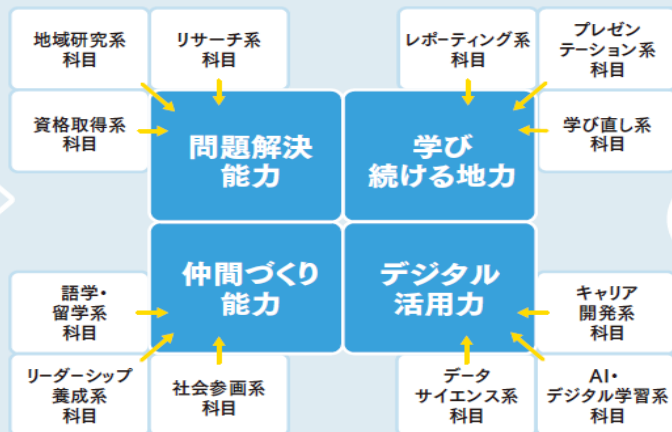 地域研究系
科目
リサーチ系
科目
レポーティング系
科目
プレゼン
テーション系
科目
資格取得系
科目
問題解決
能力
学び
続ける地力
学び直し系
科目
仲間づくり
能力
デジタル
活用力
語学・
留学系
科目
キャリア
開発系
科目
リーダーシップ
養成系
科目
社会参画系
科目
データ
サイエンス系
科目
AI・
デジタル学習系
科目